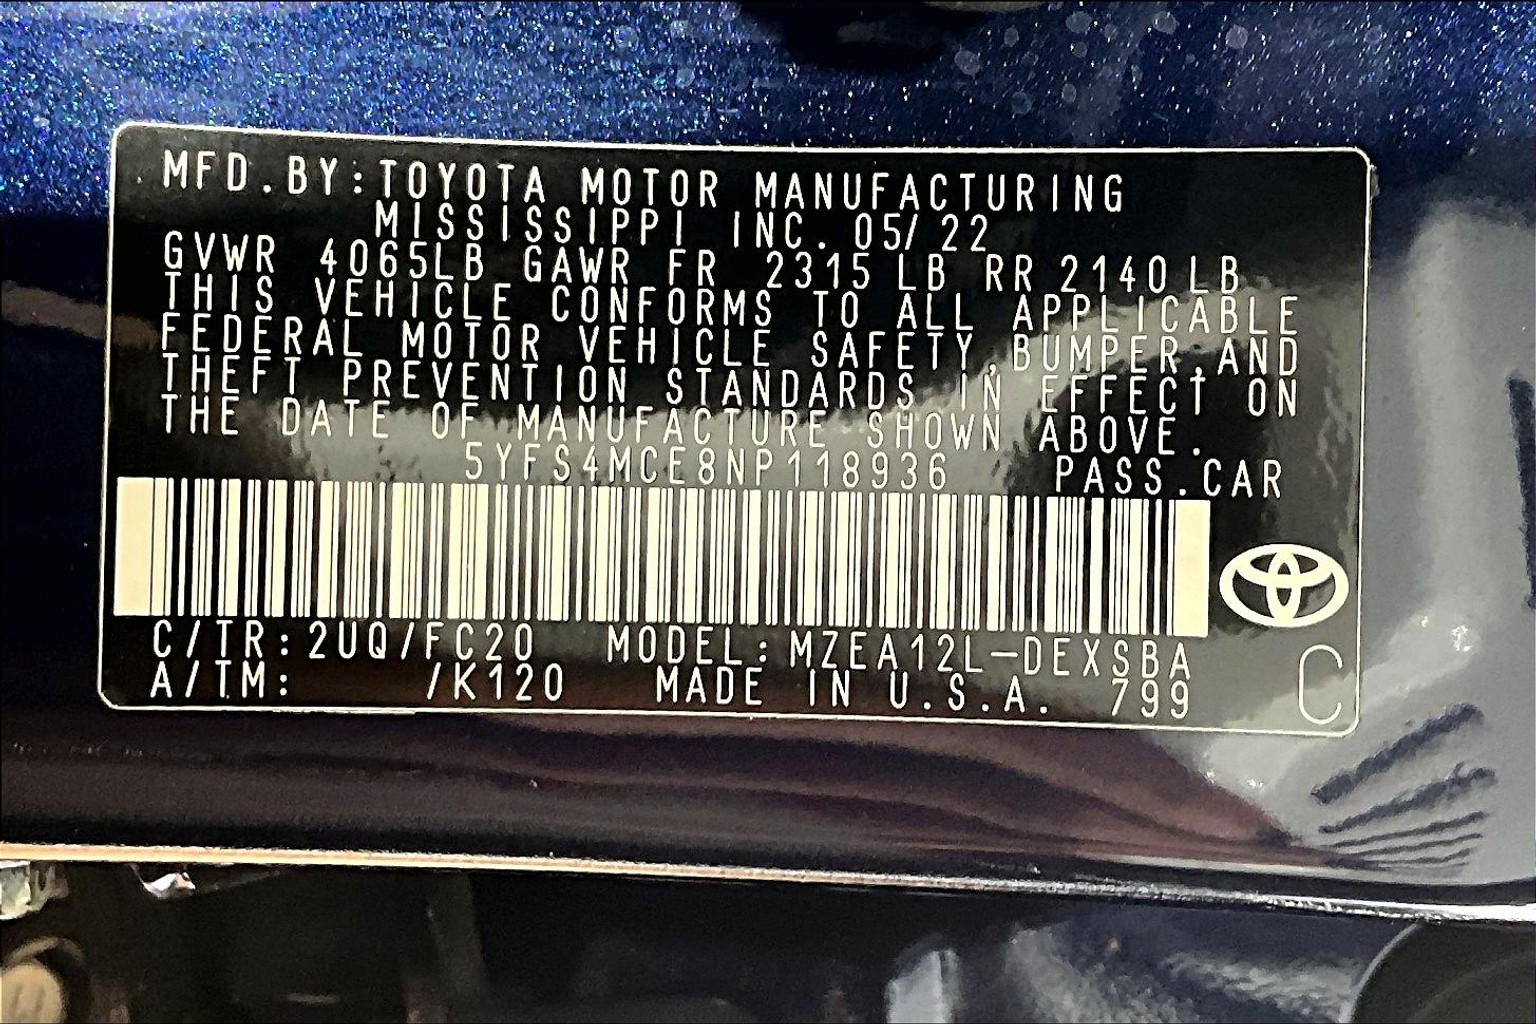 MFD.BY:TOYOTA MOTOR MANUFACTURING
MISSISSIPPI INC. 05/22
GVWR 4065LB GAWR FR 2315 LB RR 2140 LB
THIS VEHICLE CONFORMS TO ALL APPLICABLE
FEDERAL MOTOR VEHICLE SAFETY,BUMPER,AND
THEFT PREVENTION STANDARDS IN EFFECT ON
THE DATE OF MANUFACTURE SHOWN ABOVE.
5YFS4MCE8NP118936 PASS.CAR
C/TR:2UQ/FC20 MODEL:MZEA12L-DEXSBA
A/TM: /K120 MADE IN U.S.A. 799
C